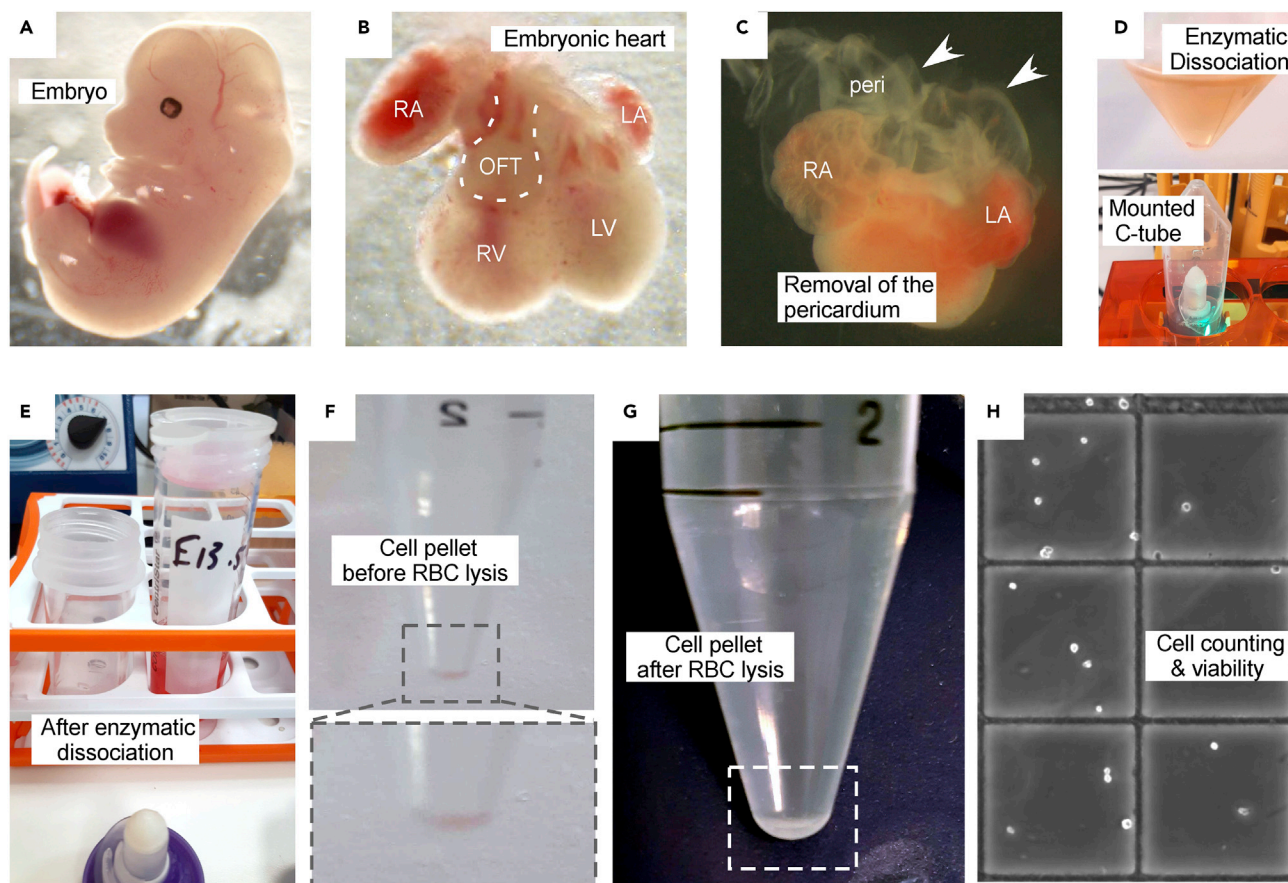 A
Embryo
B
Embryonic heart
RA
LA
OFT
RV
LV
C
peri
RA
LA
Removal of the
pericardium
D
Enzymatic
Dissociation
Mounted
C-tube
E
E13.5
After enzymatic
dissociation
F
2
Cell pellet
before RBC lysis
G
2
Cell pellet
after RBC lysis
H
Cell counting
& viability